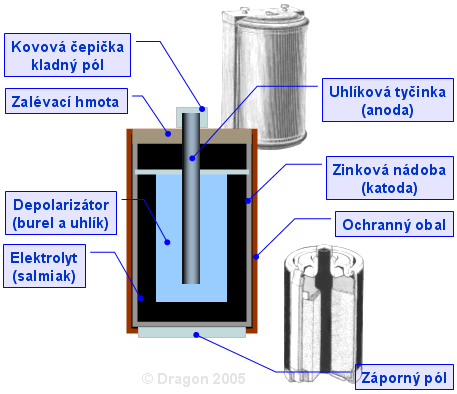 Kovová čepička
kladný pól
Zalévací hmota
Uhlíková tyčinka
(anoda)
Zinková nádoba
(katoda)
Depolarizátor
(burel a uhlík)
Ochranný obal
Elektrolyt
(salmiak)
Záporný pól
© Dragon 2005